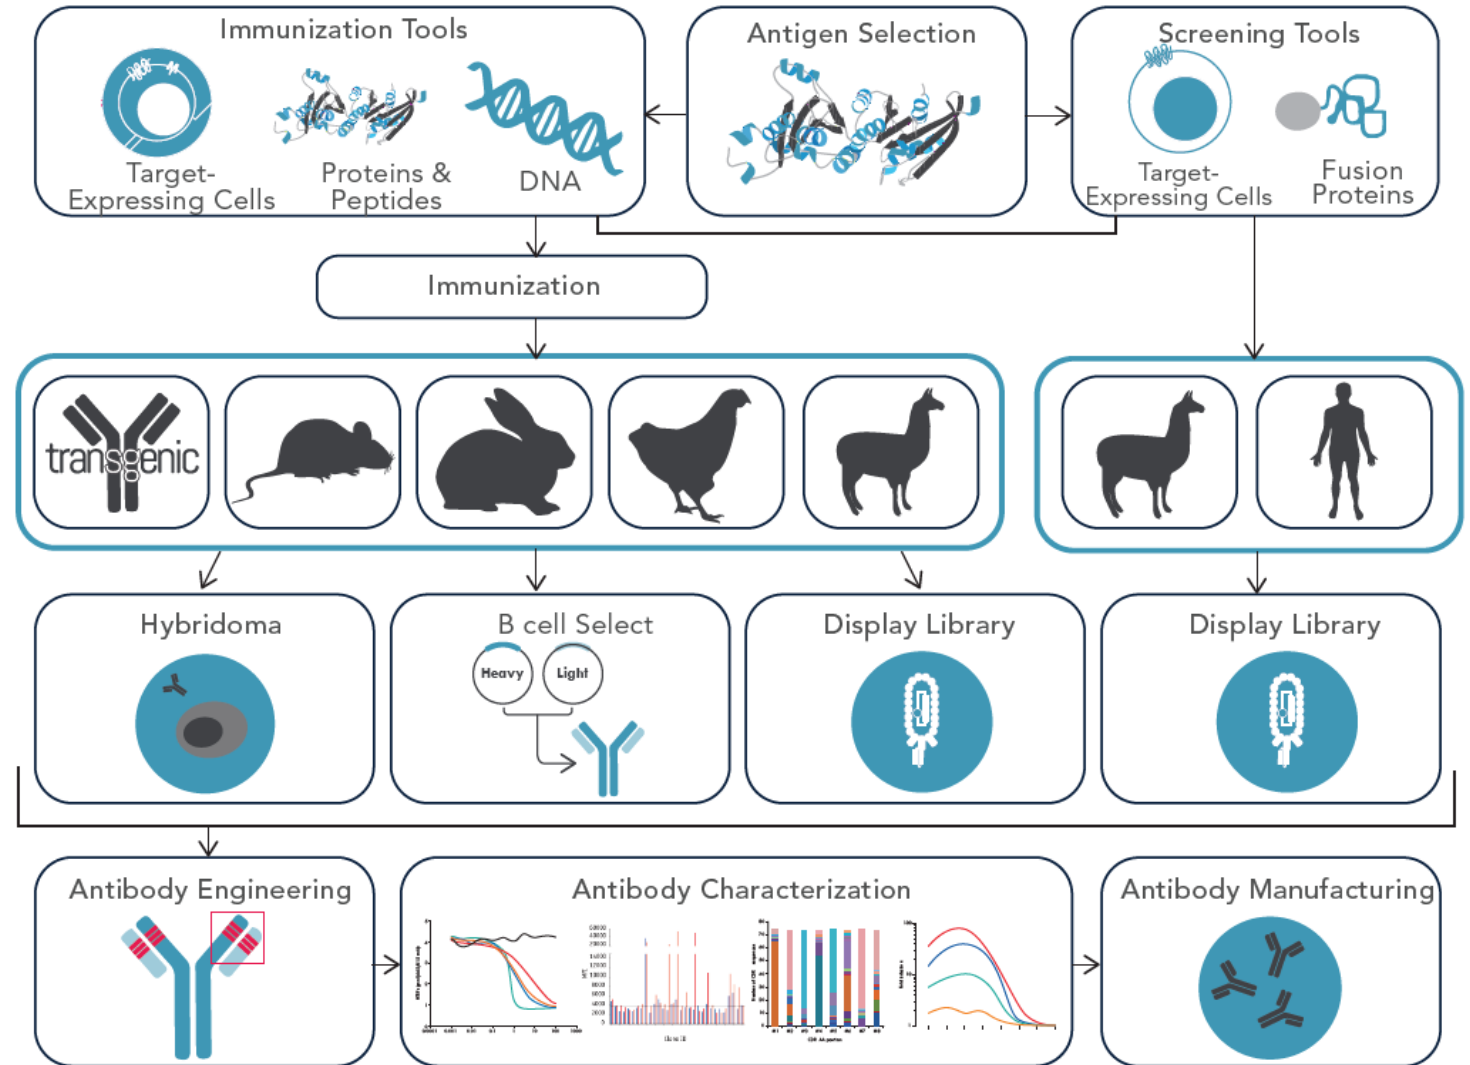 Immunization Tools
Target-
Expressing Cells
Proteins &
Peptides
DNA
Antigen Selection
Screening Tools
Target-
Expressing Cells
Fusion
Proteins
Immunization
transgenic
Hybridoma
B cell Select
Heavy
Light
Display Library
Display Library
Antibody Engineering
Antibody Characterization
Antibody Manufacturing